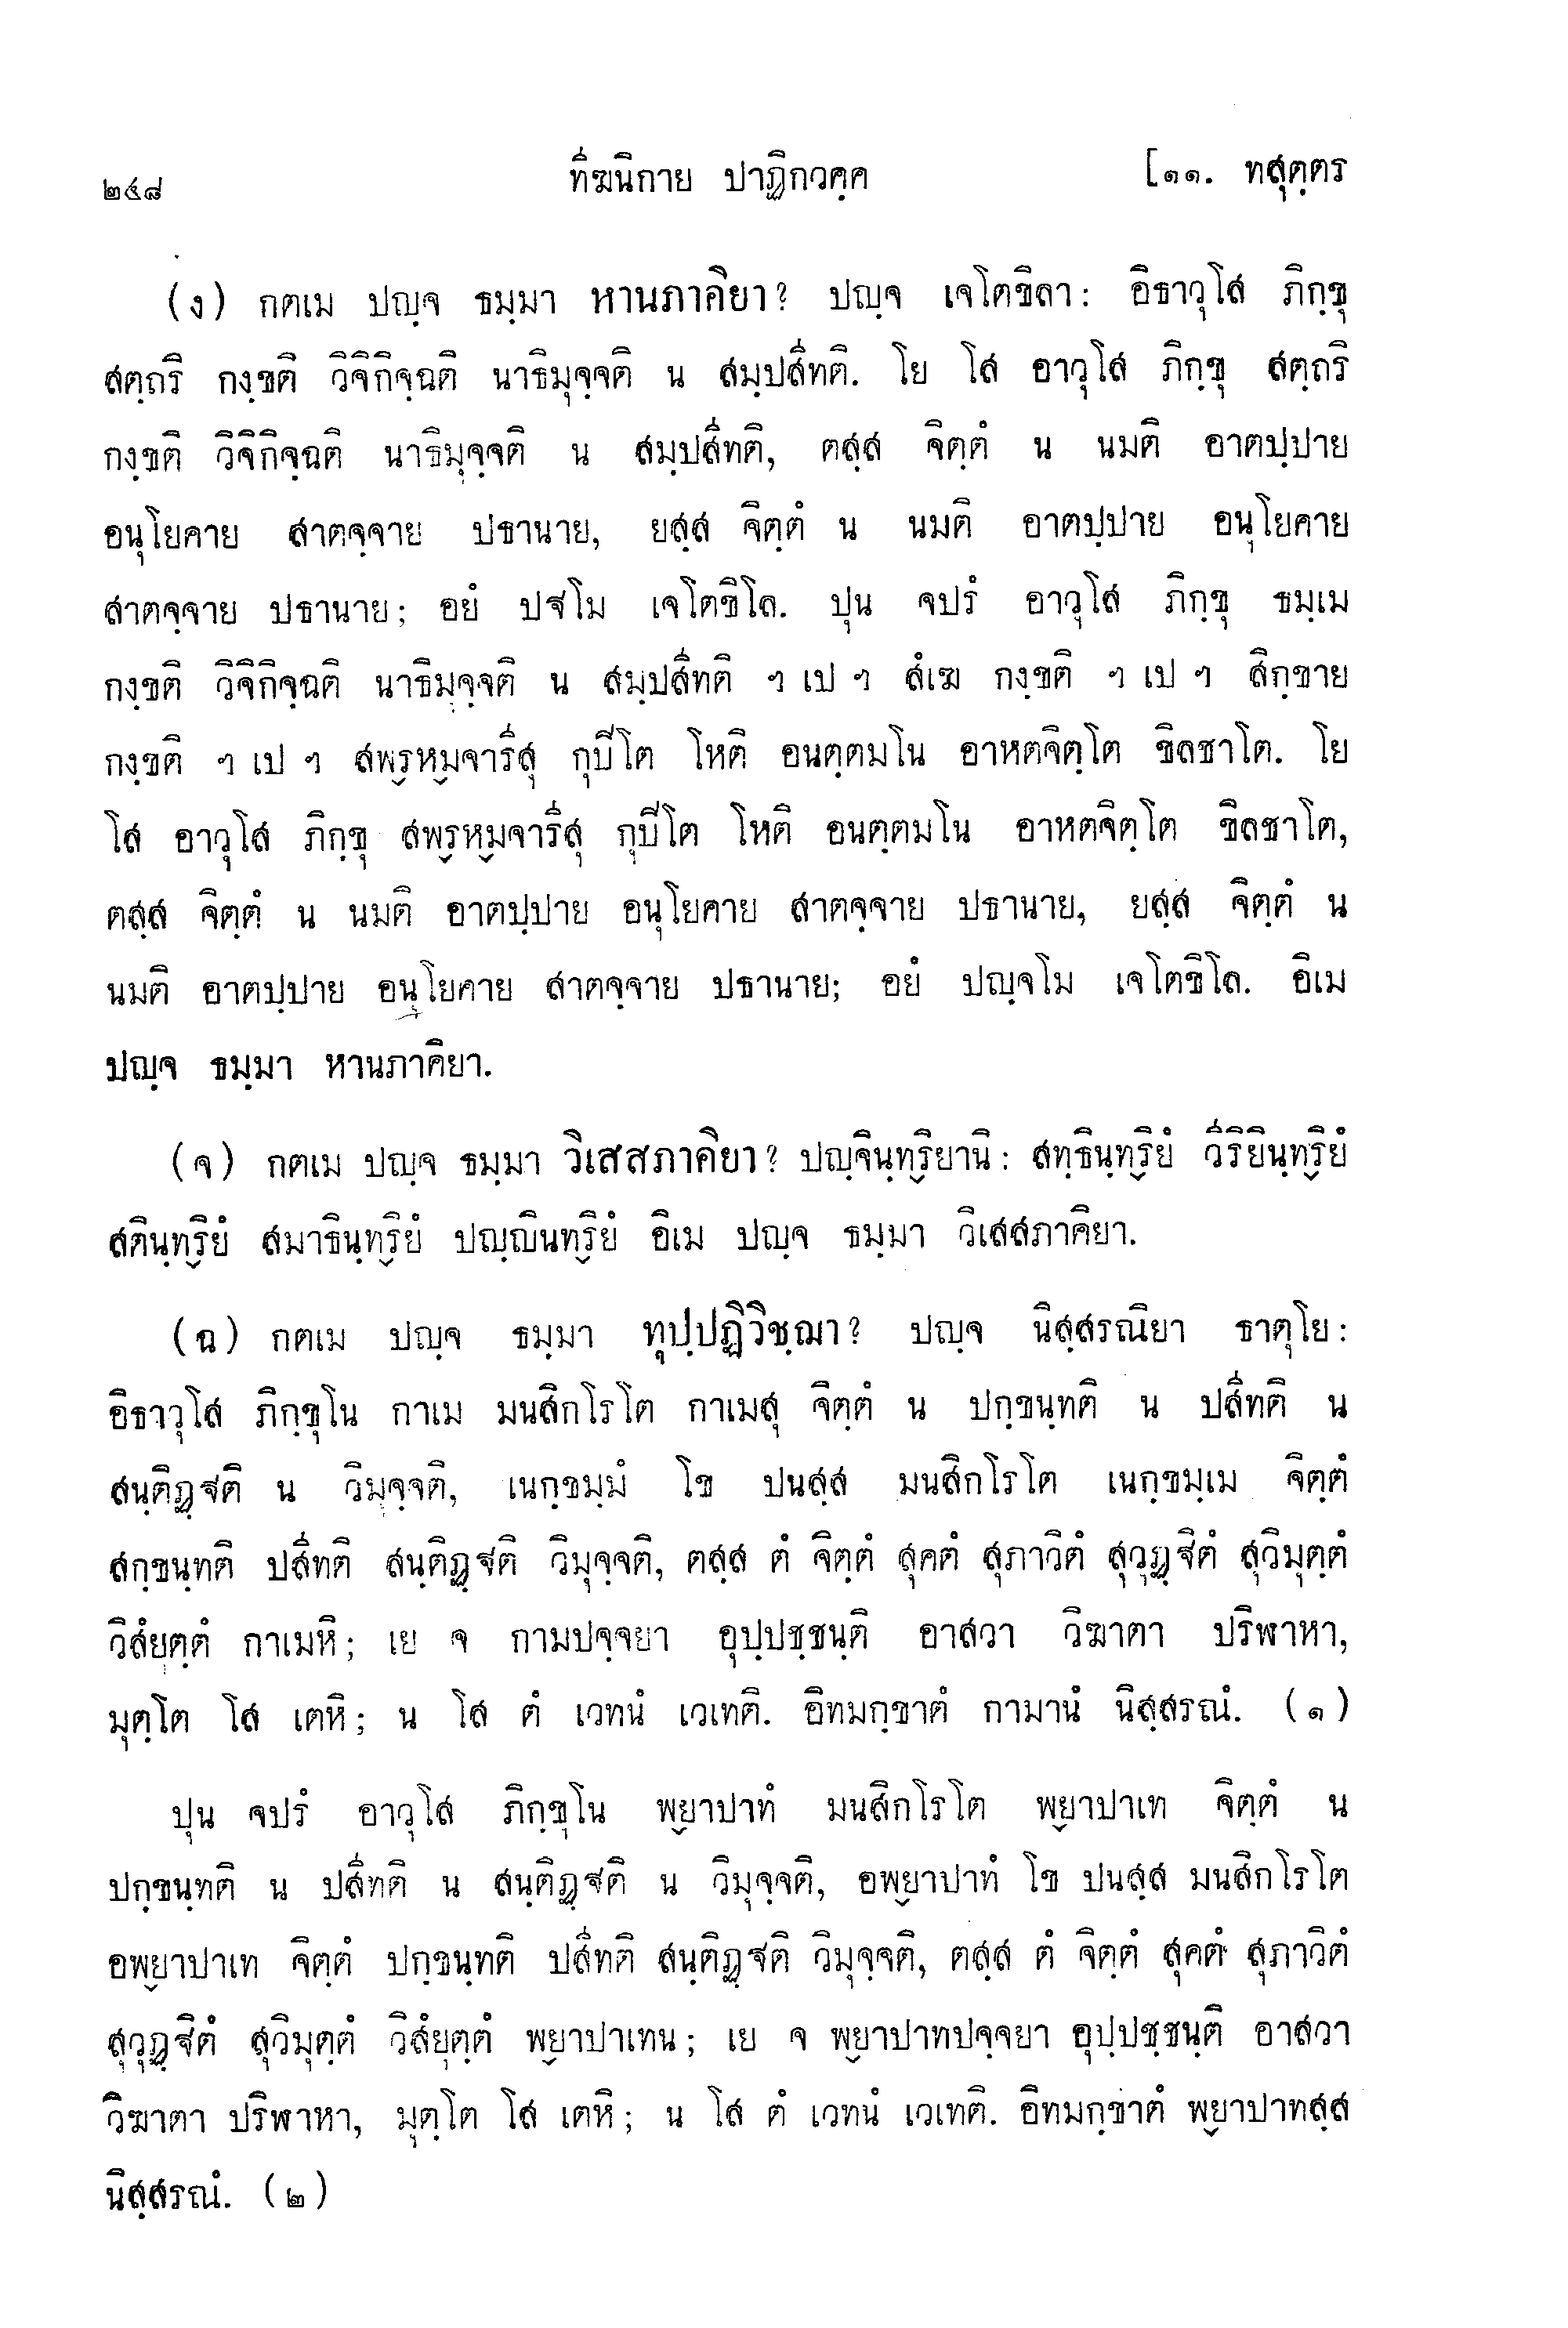 ๒๔๘ ทีฆนิกาย ปาฏิกวคฺค [๑๑. ทสุตฺตร
(ง) กตเม ปญฺจ ธมฺมา หานภาคิยา? ปญฺจ เจโตขิลา: อิธาวุโส ภิกฺขุ
สตฺถริ กงฺขติ วิจิกิจฺฉติ นาธิมุจฺจติ น สมฺปสีทติ. โย โส อาวุโส ภิกฺขุ สตฺถริ
กงฺขติ วิจิกิจฺฉติ นาธิมุจฺจติ น สมฺปสีทติ, ตสฺส จิตฺตํ น นมติ อาตปฺปาย
อนุโยคาย สาตจฺจาย ปธานาย, ยสฺส จิตฺตํ น นมติ อาตปฺปาย อนุโยคาย
สาตจฺจาย ปธานาย; อยํ ปฐโม เจโตขิโล. ปุน จปรํ อาวุโส ภิกฺขุ ธมฺเม
กงฺขติ วิจิกิจฺฉติ นาธิมุจฺจติ น สมฺปสีทติ ฯ เป ฯ สํเฆ กงฺขติ ฯ เป ฯ สิกฺขาย
กงฺขติ ฯ เป ฯ สพฺรหฺมจารีสุ กุปีโต โหติ อนตฺตมโน อาหตจิตฺโต ขิลชาโต. โย
โส อาวุโส ภิกฺขุ สพฺรหฺมจารีสุ กุปีโต โหติ อนตฺตมโน อาหตจิตฺโต ขิลชาโต,
ตสฺส จิตฺตํ น นมติ อาตปฺปาย อนุโยคาย สาตจฺจาย ปธานาย, ยสฺส จิตฺตํ น
นมติ อาตปฺปาย อนุโยคาย สาตจฺจาย ปธานาย; อยํ ปญฺจโม เจโตขิโล. อิเม
ปญฺจ ธมฺมา หานภาคิยา.
(จ) กตเม ปญฺจ ธมฺมา วิเสสภาคิยา? ปญฺจินฺทฺริยานิ: สทฺธินฺทฺริยํ วีริยินฺทฺริยํ
สตินฺทฺริยํ สมาธินฺทฺริยํ ปญฺญินทฺริยํ อิเม ปญฺจ ธมฺมา วิเสสภาคิยา.
(ฉ) กตเม ปญฺจ ธมฺมา ทุปฺปฏิวิชฺฌา? ปญฺจ นิสฺสรณิยา ธาตุโย:
อิธาวุโส ภิกฺขุโน กาเม มนสิกโรโต กาเมสุ จิตฺตํ น ปกฺขนฺทติ น ปสีทติ น
สนฺติฏฺฐติ น วิมุจฺจติ, เนกฺขมฺมํ โข ปนสฺส มนสิกโรโต เนกฺขมฺเม จิตฺตํ
สกฺขนฺทติ ปสีทติ สนฺติฏฺฐติ วิมุจฺจติ, ตสฺส ตํ จิตฺตํ สุคตํ สุภาวิตํ สุวุฏฺฐิตํ สุวิมุตฺตํ
วิสํยุตฺตํ กาเมหิ; เย จ กามปจฺจยา อุปฺปชฺชนฺติ อาสวา วิฆาตา ปริฬาหา,
มุตฺโต โส เตหิ; น โส ตํ เวทนํ เวเทติ. อิทมกฺขาตํ กามานํ นิสฺสรณํ. (๑)
ปุน จปรํ อาวุโส ภิกฺขุโน พฺยาปาทํ มนสิกโรโต พฺยาปาเท จิตฺตํ น
ปกฺขนฺทติ น ปสีทติ น สนฺติฏฺฐติ น วิมุจฺจติ, อพฺยาปาทํ โข ปนสฺส มนสิกโรโต
อพฺยาปาเท จิตฺตํ ปกฺขนฺทติ ปสีทติ สนฺติฏฺฐติ วิมุจฺจติ, ตสฺส ตํ จิตฺตํ สุคตํ สุภาวิตํ
สุวุฏฺฐิตํ สุวิมุตฺตํ วิสํยุตฺตํ พฺยาปาเทน; เย จ พฺยาปาทปจฺจยา อุปฺปชฺชนฺติ อาสวา
วิฆาตา ปริฬาหา, มุตฺโต โส เตหิ; น โส ตํ เวทนํ เวเทติ. อิทมกฺขาตํ พฺยาปาทสฺส
นิสฺสรณํ. (๒)